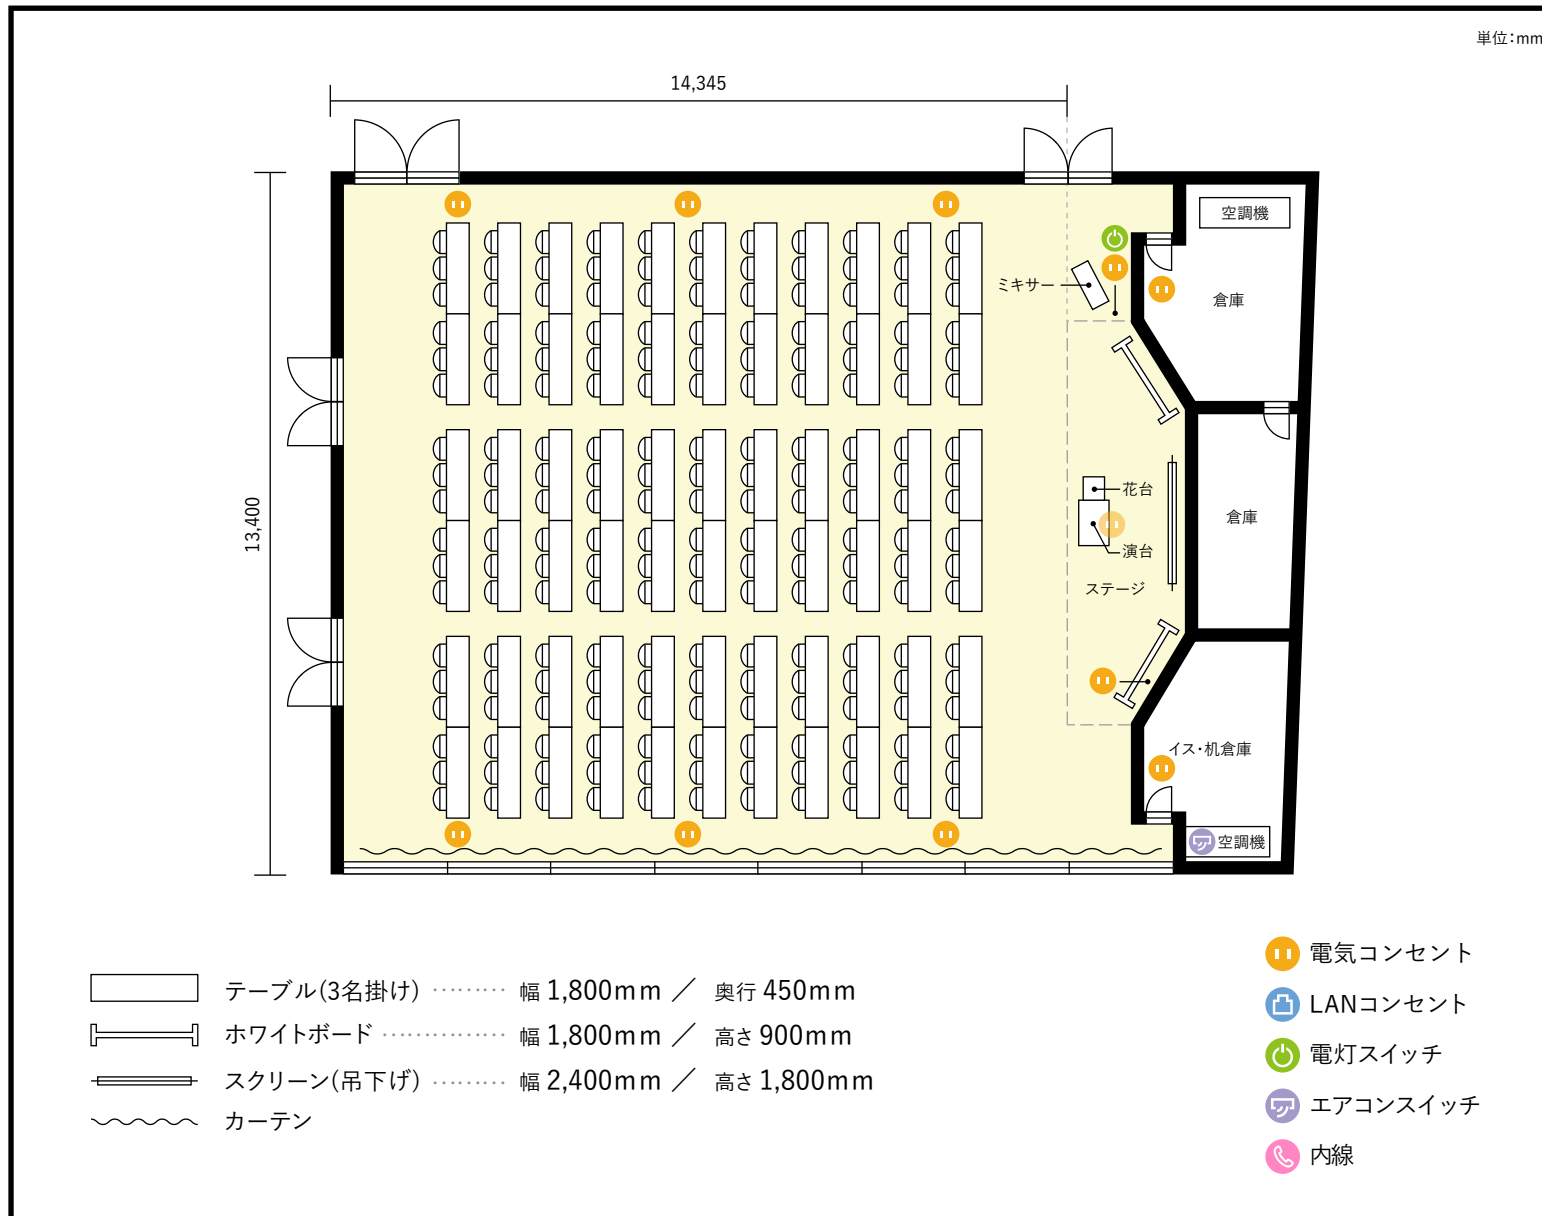 単位:mm
14,345
空調機
ミキサー
倉庫
花台
13,400
倉庫
演台
ステージ
イス・机倉庫
空調機
テーブル(3名掛け) ········· 幅 1,800mm ／ 奥行 450mm
ホワイトボード ··············· 幅 1,800mm ／ 高さ 900mm
スクリーン(吊下げ) ········· 幅 2,400mm ／ 高さ 1,800mm
カーテン
電気コンセント
LANコンセント
電灯スイッチ
エアコンスイッチ
内線